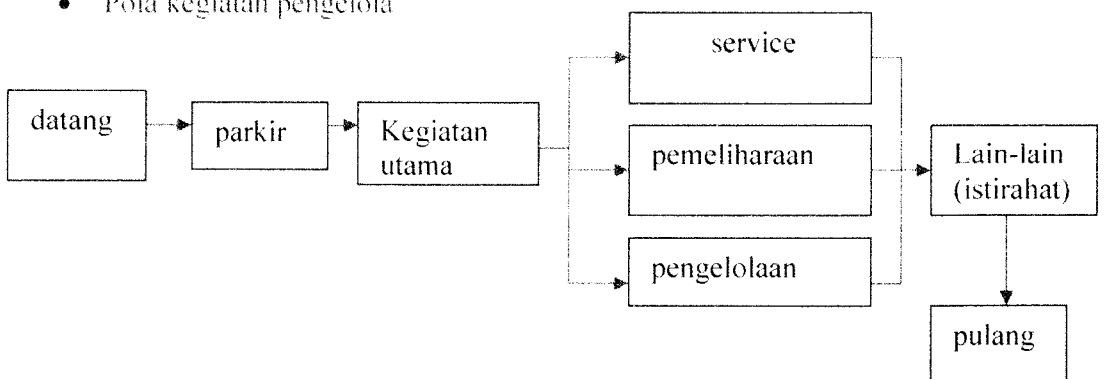 • Pola kegiatan pengelola
datang
parkir
Kegiatan
utama
service
pemeliharaan
pengelolaan
Lain-lain
(istirahat)
pulang